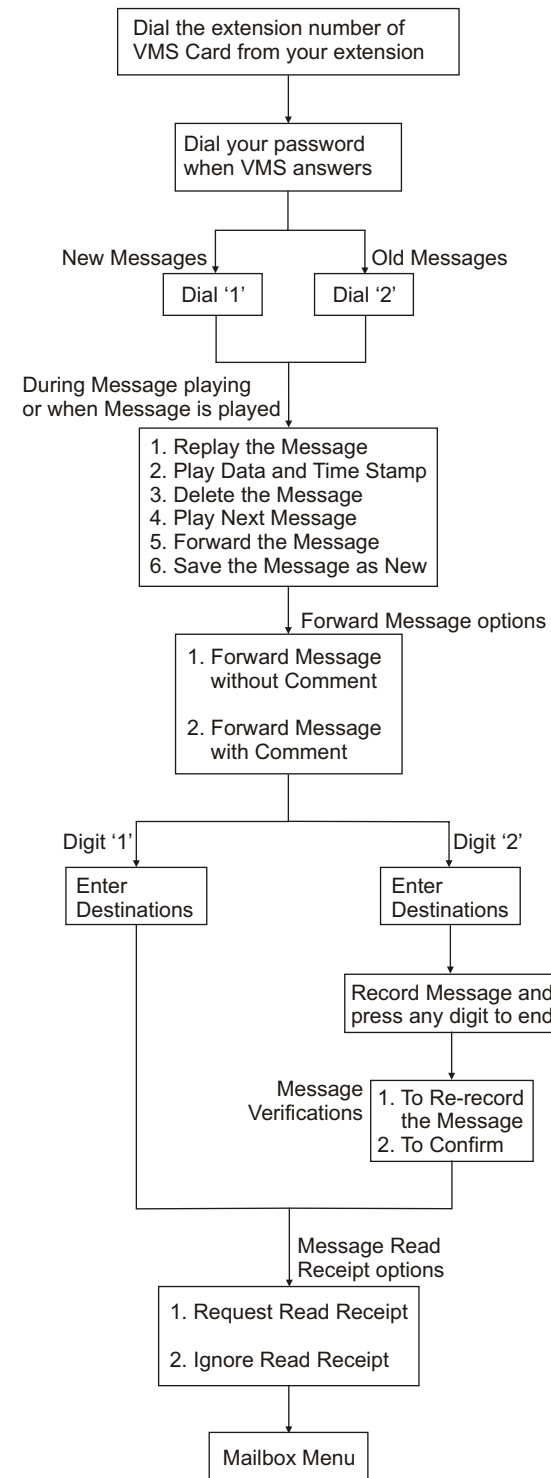 Dial the extension number of
VMS Card from your extension
Dial your password
when VMS answers
New Messages
Old Messages
Dial ‘1’
Dial ‘2’
During Message playing
or when Message is played
1. Replay the Message
2. Play Data and Time Stamp
3. Delete the Message
4. Play Next Message
5. Forward the Message
6. Save the Message as New
Forward Message options
1. Forward Message
without Comment
2. Forward Message
with Comment
Digit ‘1’
Digit ‘2’
Enter
Destinations
Enter
Destinations
Record Message and
press any digit to end
Message
Verifications
1. To Re-record
the Message
2. To Confirm
Message Read
Receipt options
1. Request Read Receipt
2. Ignore Read Receipt
Mailbox Menu